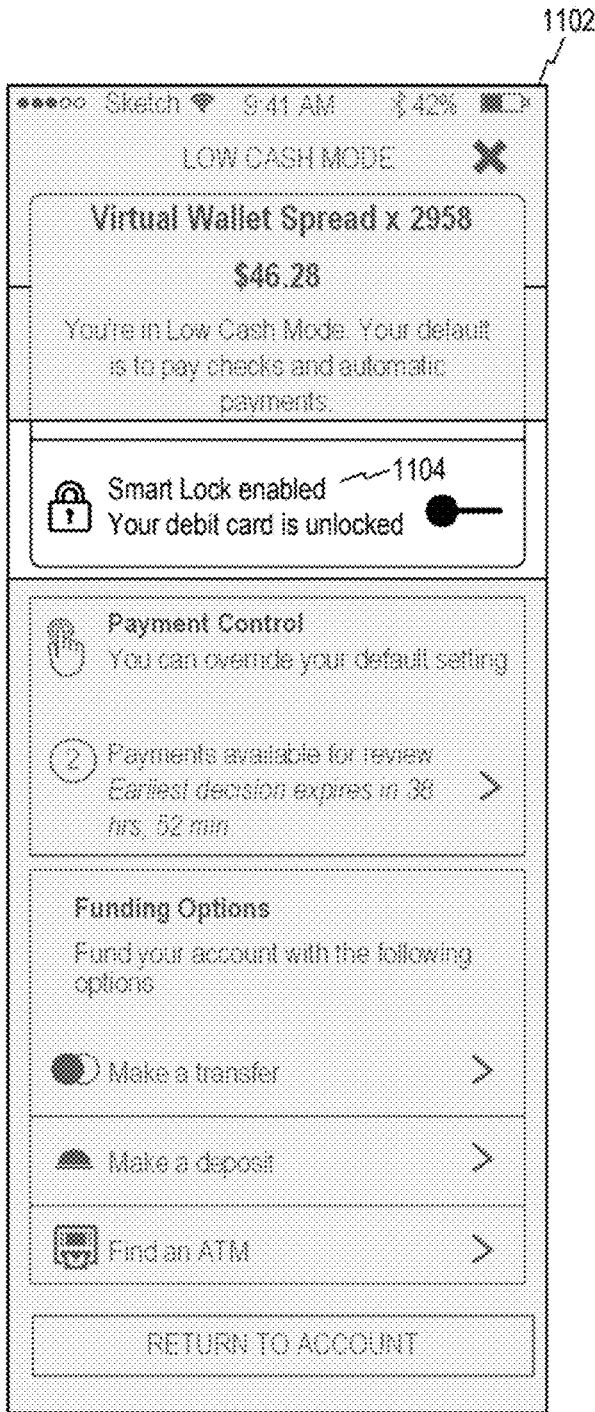 1102
Sketch 9:41 AM 42%
LOW CASH MODE
Virtual Wallet Spread x 2958
$46.28
You're in Low Cash Mode. Your default
is to pay checks and automatic
payments.
Smart Lock enabled 1104
Your debit card is unlocked
Payment Control
You can override your default setting
2 Payments available for review
Earliest decision expires in 38
hrs, 52 min
Funding Options
Fund your account with the following
options
Make a transfer
Make a deposit
Find an ATM
RETURN TO ACCOUNT